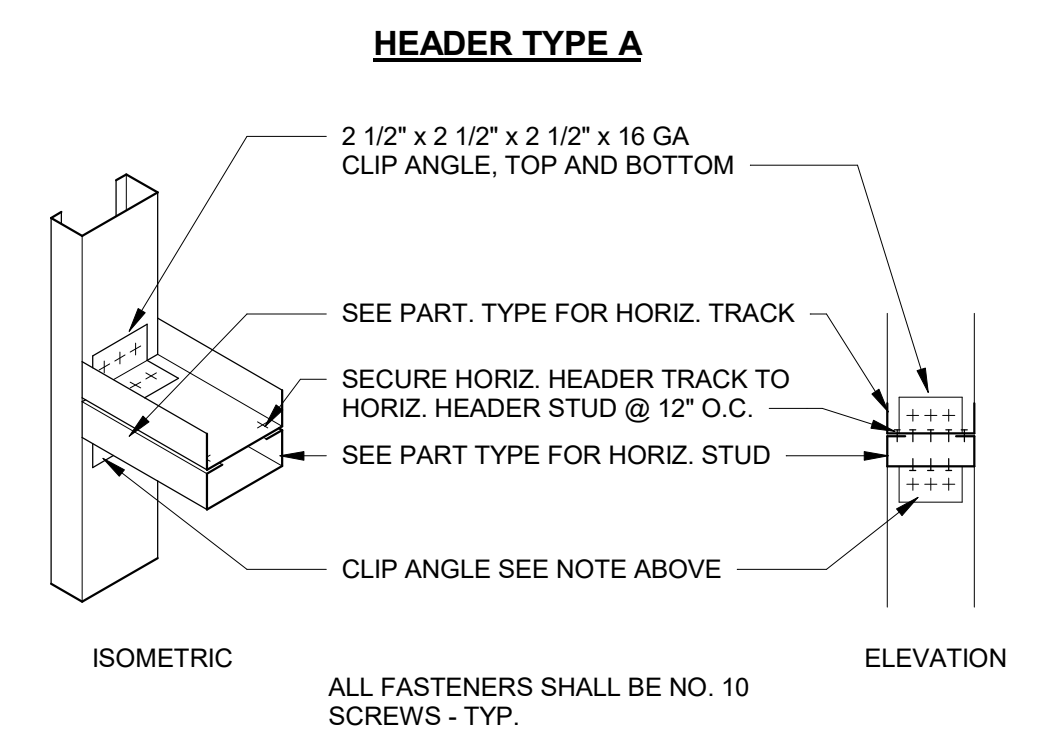 HEADER TYPE A
2 1/2" x 2 1/2" x 2 1/2" x 16 GA
CLIP ANGLE, TOP AND BOTTOM
SEE PART. TYPE FOR HORIZ. TRACK
SECURE HORIZ. HEADER TRACK TO
HORIZ. HEADER STUD @ 12" O.C.
SEE PART TYPE FOR HORIZ. STUD
CLIP ANGLE SEE NOTE ABOVE
ISOMETRIC
ELEVATION
ALL FASTENERS SHALL BE NO. 10
SCREWS - TYP.